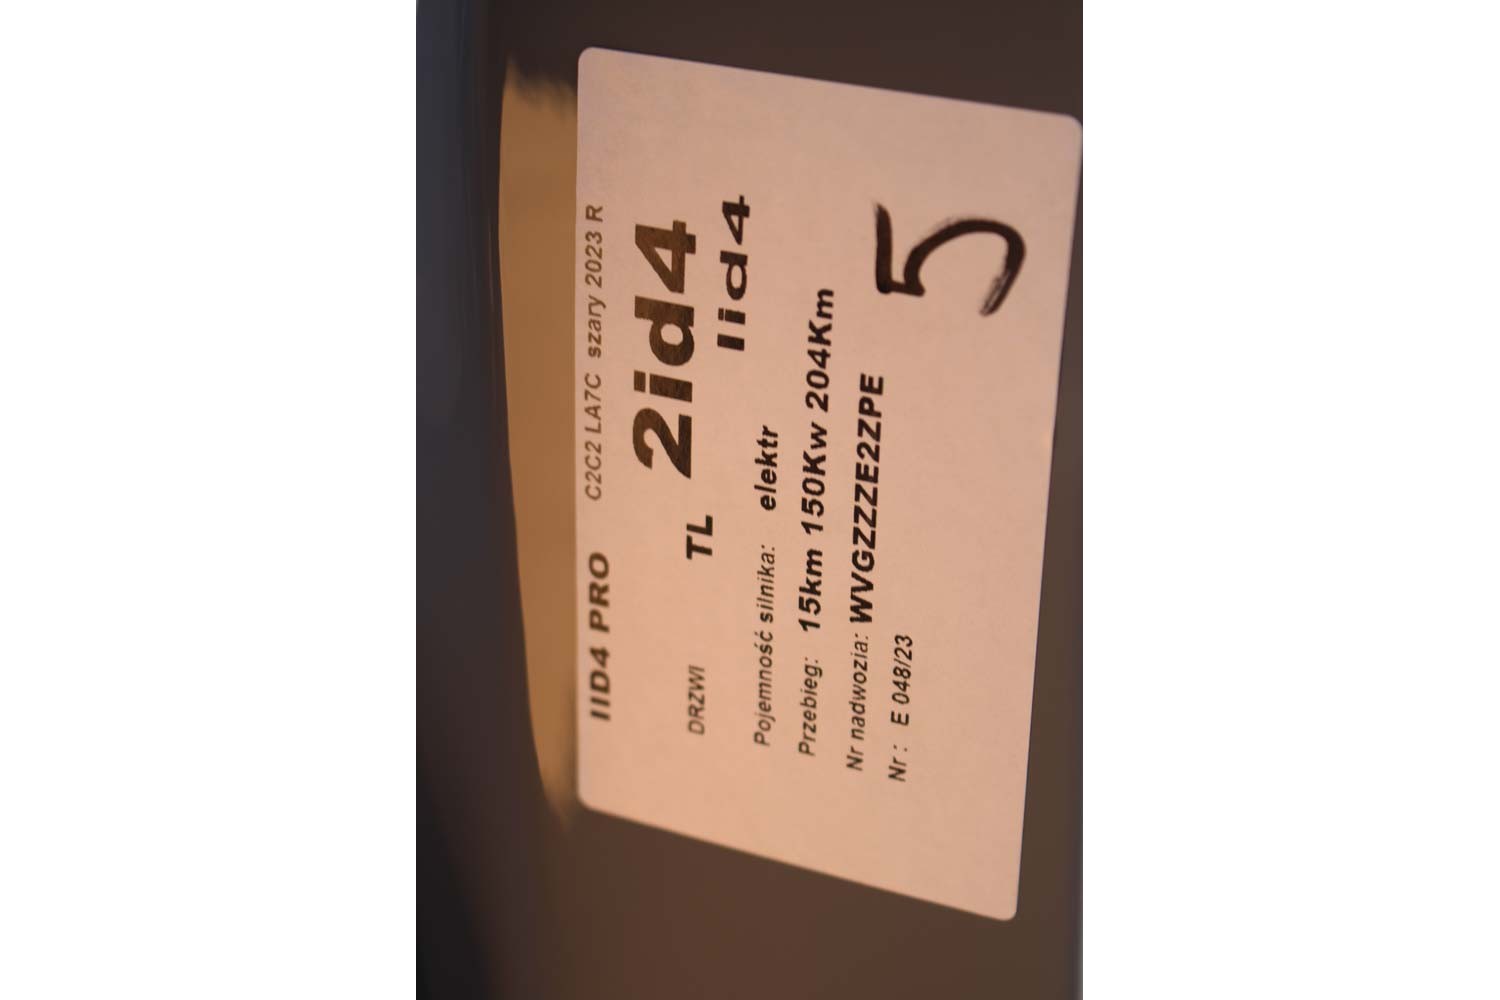 IID4 PRO C2C2 LA7C szary 2023 R
DRZWI TL 2id4
Iid4
Pojemność silnika: elektr
Przebieg: 15km 150Kw 204Km
Nr nadwozia: WVGZZZE2ZPE
Nr : E 048/23
5